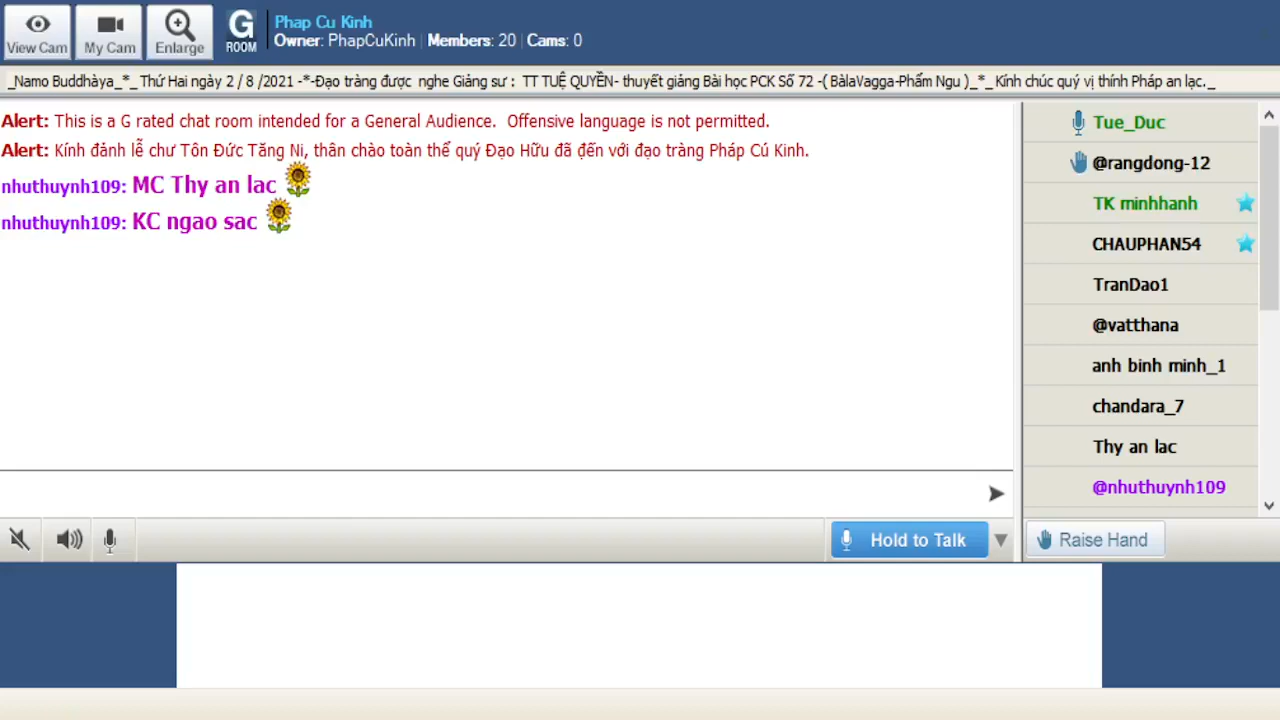 View Cam
My Cam
Enlarge
G
ROOM
Phap Cu Kinh
Owner: PhapCuKinh | Members: 20 | Cams: 0
_Namo Buddhàya_*_ Thứ Hai ngày 2 / 8 /2021 -*-Đạo tràng được nghe Giảng sư : TT TUỆ QUYỀN- thuyết giảng Bài học PCK Số 72 -( BàlaVagga-Phẩm Ngu )_*_ Kính chúc quý vị thính Pháp an lạc._
Alert: This is a G rated chat room intended for a General Audience. Offensive language is not permitted.
Alert: Kính đảnh lễ chư Tôn Đức Tăng Ni, thân chào toàn thể quý Đạo Hữu đã đến với đạo tràng Pháp Cú Kinh.
nhuthuynh109: MC Thy an lac
nhuthuynh109: KC ngao sac
Tue_Duc
@rangdong-12
TK minhhanh
CHAUPHAN54
TranDao1
@vatthana
anh binh minh_1
chandara_7
Thy an lac
@nhuthuynh109
Hold to Talk
Raise Hand